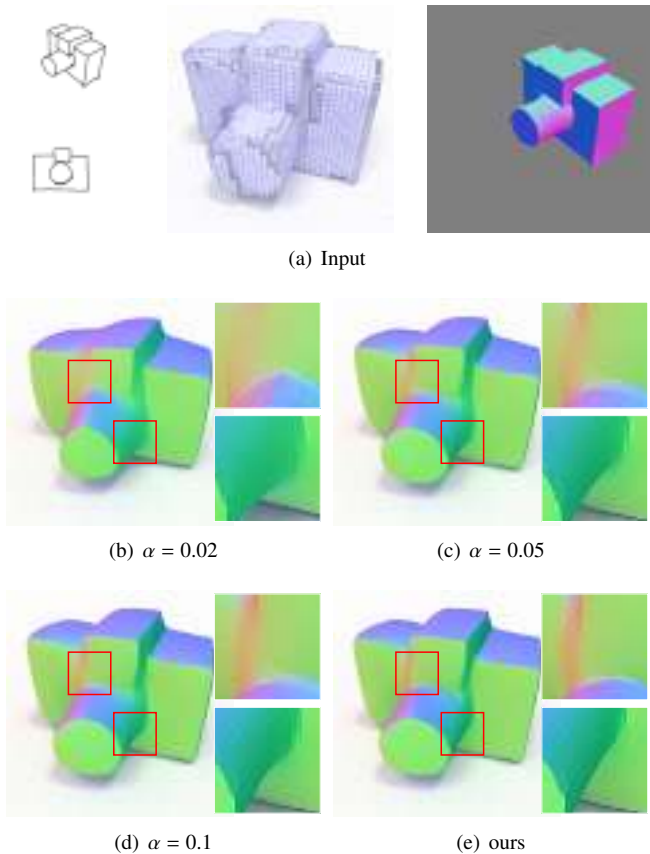 (a) Input
(b) α = 0.02
(c) α = 0.05
(d) α = 0.1
(e) ours